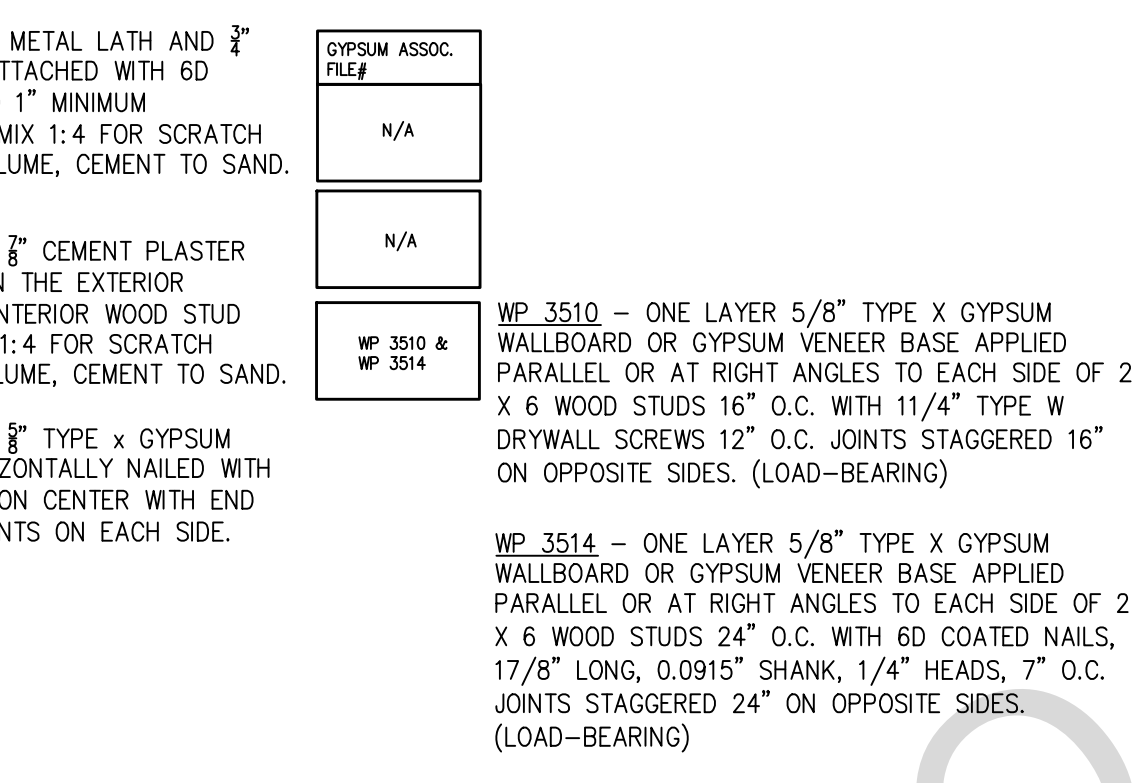 METAL LATH AND 3/4"
TTACHED WITH 6D
1" MINIMUM
MIX 1:4 FOR SCRATCH
LUME, CEMENT TO SAND.
7/8" CEMENT PLASTER
N THE EXTERIOR
NTERIOR WOOD STUD
1:4 FOR SCRATCH
LUME, CEMENT TO SAND.
5/8" TYPE x GYPSUM
ZONTALLY NAILED WITH
ON CENTER WITH END
NTS ON EACH SIDE.
GYPSUM ASSOC.
FILE#
N/A
N/A
WP 3510 &
WP 3514
WP 3510 – ONE LAYER 5/8" TYPE X GYPSUM
WALLBOARD OR GYPSUM VENEER BASE APPLIED
PARALLEL OR AT RIGHT ANGLES TO EACH SIDE OF 2
X 6 WOOD STUDS 16" O.C. WITH 11/4" TYPE W
DRYWALL SCREWS 12" O.C. JOINTS STAGGERED 16"
ON OPPOSITE SIDES. (LOAD–BEARING)
WP 3514 – ONE LAYER 5/8" TYPE X GYPSUM
WALLBOARD OR GYPSUM VENEER BASE APPLIED
PARALLEL OR AT RIGHT ANGLES TO EACH SIDE OF 2
X 6 WOOD STUDS 24" O.C. WITH 6D COATED NAILS,
17/8" LONG, 0.0915" SHANK, 1/4" HEADS, 7" O.C.
JOINTS STAGGERED 24" ON OPPOSITE SIDES.
(LOAD–BEARING)